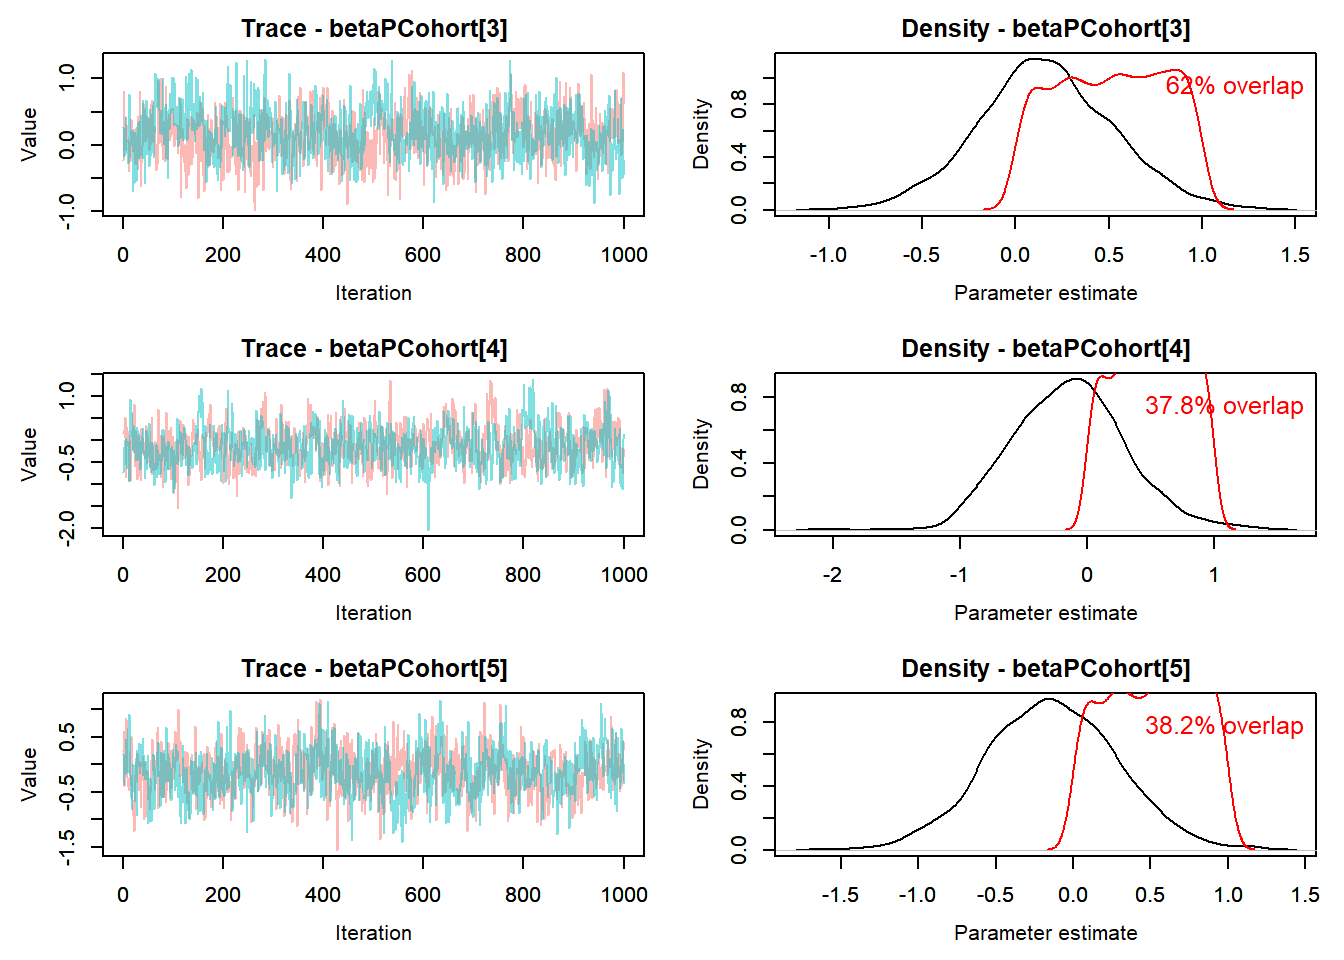 Trace - betaPCohort[3]
Value
-1.0 0.0 1.0
0 200 400 600 800 1000
Iteration
Density - betaPCohort[3]
Density
0.0 0.4 0.8
62% overlap
-1.0 -0.5 0.0 0.5 1.0 1.5
Parameter estimate
Trace - betaPCohort[4]
Value
-2.0 -0.5 1.0
0 200 400 600 800 1000
Iteration
Density - betaPCohort[4]
Density
0.0 0.4 0.8
37.8% overlap
-2 -1 0 1
Parameter estimate
Trace - betaPCohort[5]
Value
-1.5 -0.5 0.5
0 200 400 600 800 1000
Iteration
Density - betaPCohort[5]
Density
0.0 0.4 0.8
38.2% overlap
-1.5 -1.0 -0.5 0.0 0.5 1.0 1.5
Parameter estimate